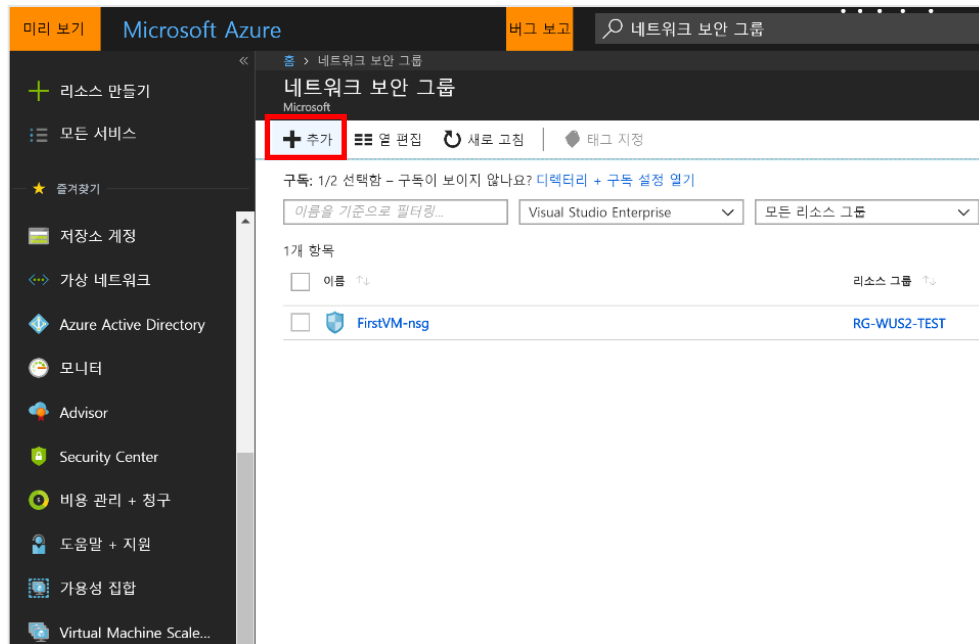 미리 보기
Microsoft Azure
버그 보고
네트워크 보안 그룹
«
홈 > 네트워크 보안 그룹
네트워크 보안 그룹
Microsoft
+ 추가
열 편집
새로 고침
태그 지정
구독: 1/2 선택함 – 구독이 보이지 않나요? 디렉터리 + 구독 설정 열기
이름을 기준으로 필터링...
Visual Studio Enterprise
모든 리소스 그룹
1개 항목
이름 ↑↓
리소스 그룹 ↑↓
FirstVM-nsg
RG-WUS2-TEST
리소스 만들기
모든 서비스
즐겨찾기
저장소 계정
가상 네트워크
Azure Active Directory
모니터
Advisor
Security Center
비용 관리 + 청구
도움말 + 지원
가용성 집합
Virtual Machine Scale...